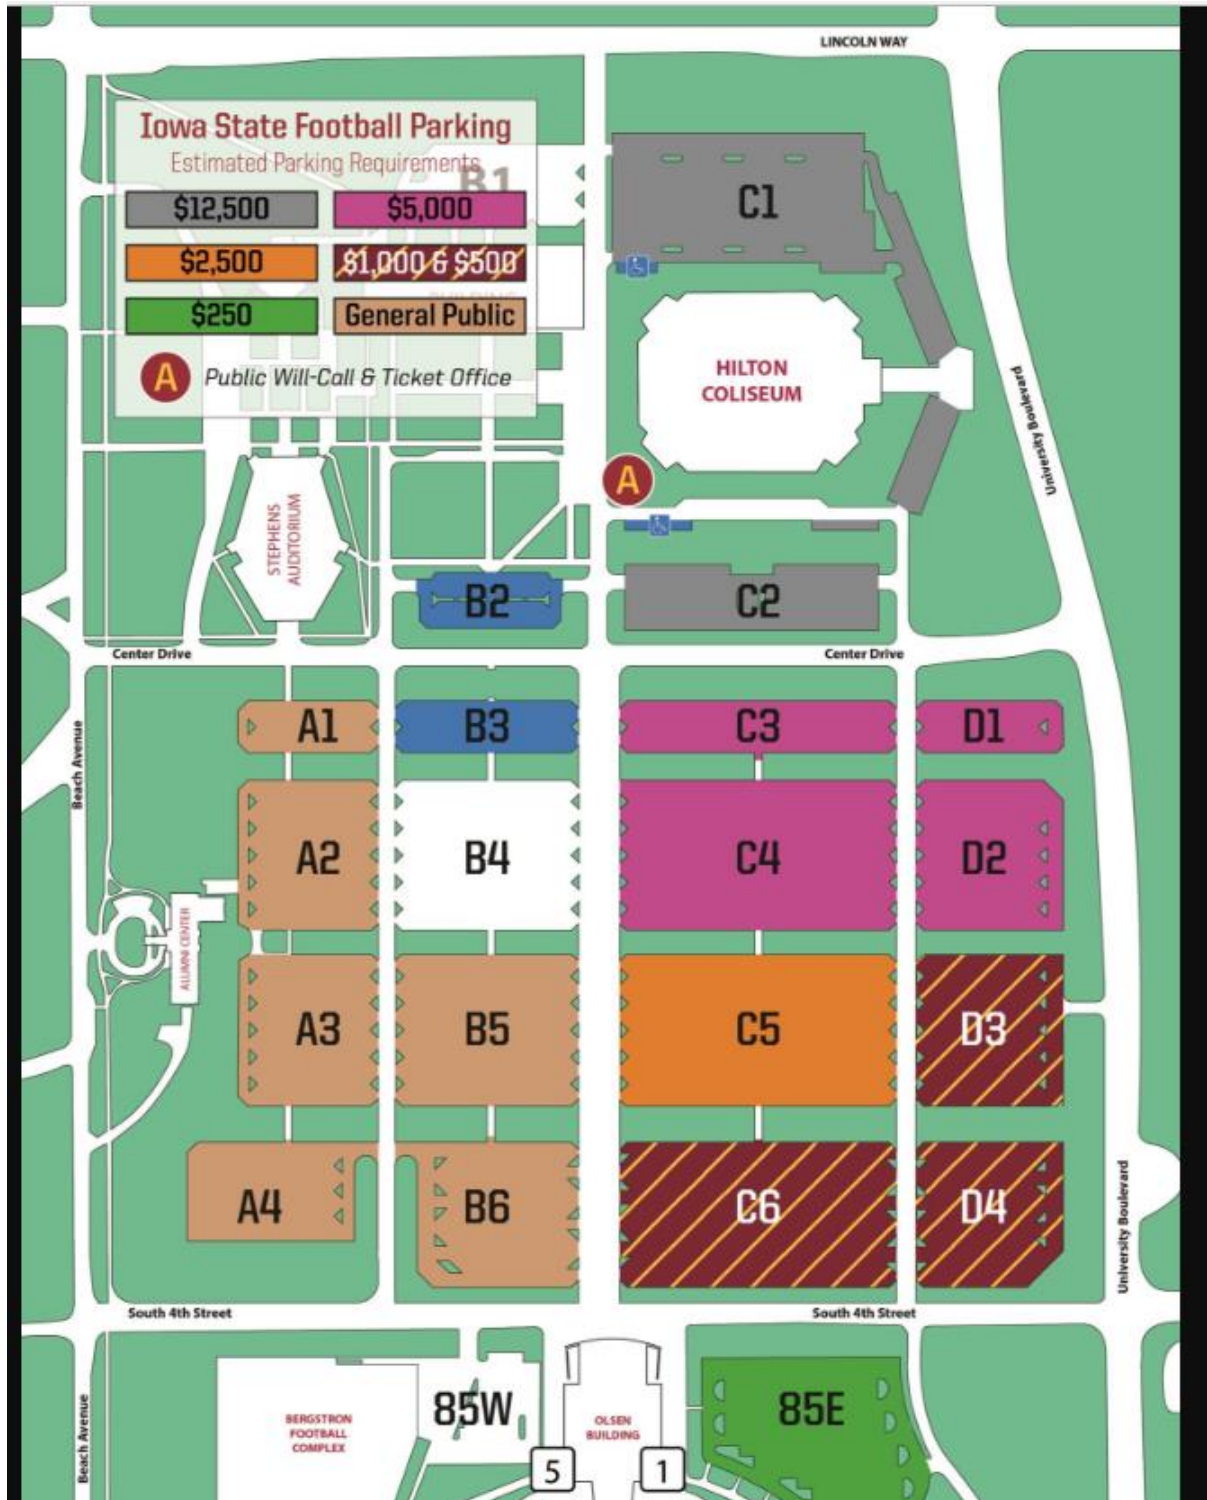 LINCOLN WAY
Iowa State Football Parking
Estimated Parking Requirements
B1
$12,500
$5,000
$2,500
$1,000 & $500
$250
General Public
BUILDING
A
Public Will-Call & Ticket Office
C1
HILTON
COLISEUM
University Boulevard
A
STEPHENS
AUDITORIUM
B2
C2
Center Drive
Center Drive
Beach Avenue
A1
B3
C3
D1
A2
B4
C4
D2
ALUMNI CENTER
A3
B5
C5
D3
A4
B6
C6
D4
University Boulevard
South 4th Street
South 4th Street
Beach Avenue
BERGSTRON
FOOTBALL
COMPLEX
85W
OLSEN
BUILDING
85E
5
1